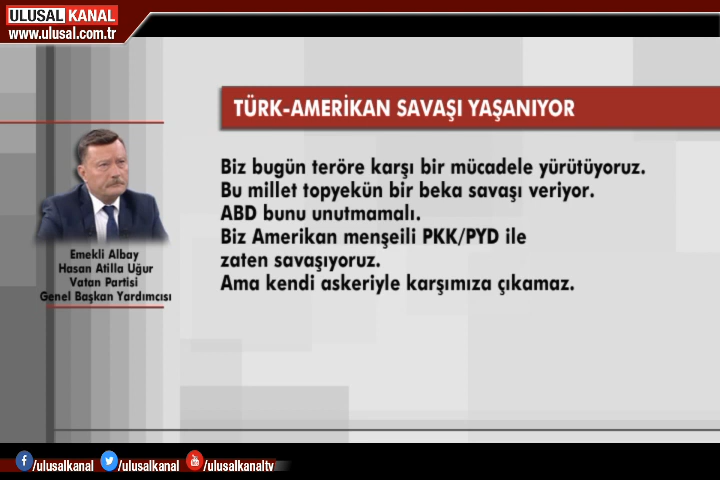 ULUSAL KANAL
www.ulusal.com.tr
TÜRK-AMERİKAN SAVAŞI YAŞANIYOR
Biz bugün teröre karşı bir mücadele yürütüyoruz.
Bu millet topyekün bir beka savaşı veriyor.
ABD bunu unutmamalı.
Biz Amerikan menşeili PKK/PYD ile
zaten savaşıyoruz.
Ama kendi askeriyle karşımıza çıkamaz.
Emekli Albay
Hasan Atilla Uğur
Vatan Partisi
Genel Başkan Yardımcısı
/ulusalkanal /ulusalkanal /ulusalkanaltv